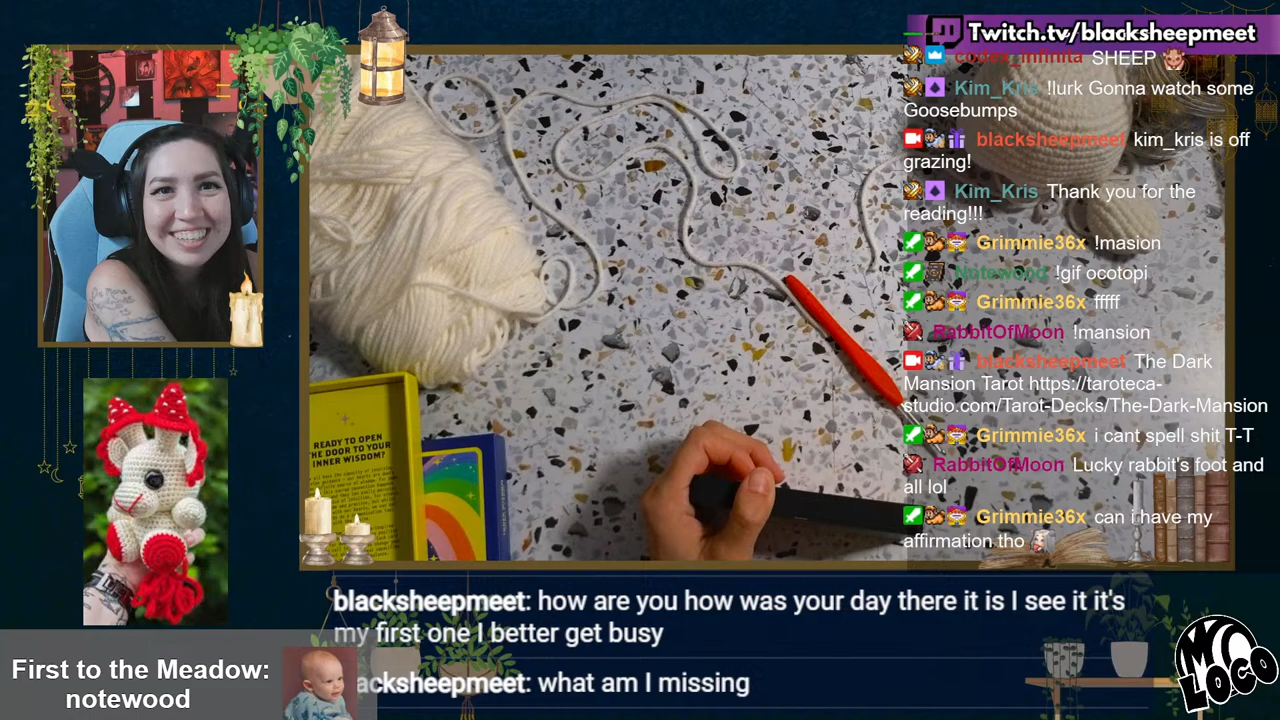 Twitch.tv/blacksheepmeet
codex_infinita SHEEP
Kim_Kris !lurk Gonna watch some
Goosebumps
blacksheepmeet kim_kris is off
grazing!
Kim_Kris Thank you for the
reading!!!
Grimmie36x !masion
Notewood !gif ocotopi
Grimmie36x fffff
RabbitOfMoon !mansion
blacksheepmeet The Dark
Mansion Tarot https://taroteca-
studio.com/Tarot-Decks/The-Dark-Mansion
Grimmie36x i cant spell shit T-T
RabbitOfMoon Lucky rabbit's foot and
all lol
Grimmie36x can i have my
affirmation tho
READY TO OPEN
THE DOOR TO YOUR
INNER WISDOM?
blacksheepmeet: how are you how was your day there it is I see it it's
my first one I better get busy
acksheepmeet: what am I missing
First to the Meadow:
notewood
MC
LOCO